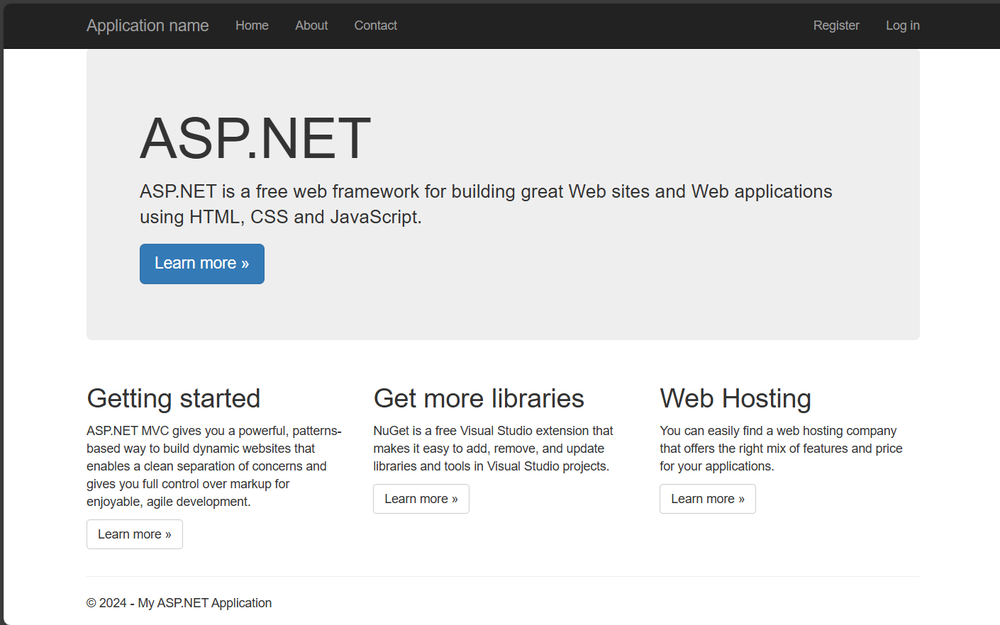 Application name Home About Contact Register Log in
ASP.NET
ASP.NET is a free web framework for building great Web sites and Web applications
using HTML, CSS and JavaScript.
Learn more »
Getting started
ASP.NET MVC gives you a powerful, patterns-
based way to build dynamic websites that
enables a clean separation of concerns and
gives you full control over markup for
enjoyable, agile development.
Learn more »
Get more libraries
NuGet is a free Visual Studio extension that
makes it easy to add, remove, and update
libraries and tools in Visual Studio projects.
Learn more »
Web Hosting
You can easily find a web hosting company
that offers the right mix of features and price
for your applications.
Learn more »
© 2024 - My ASP.NET Application